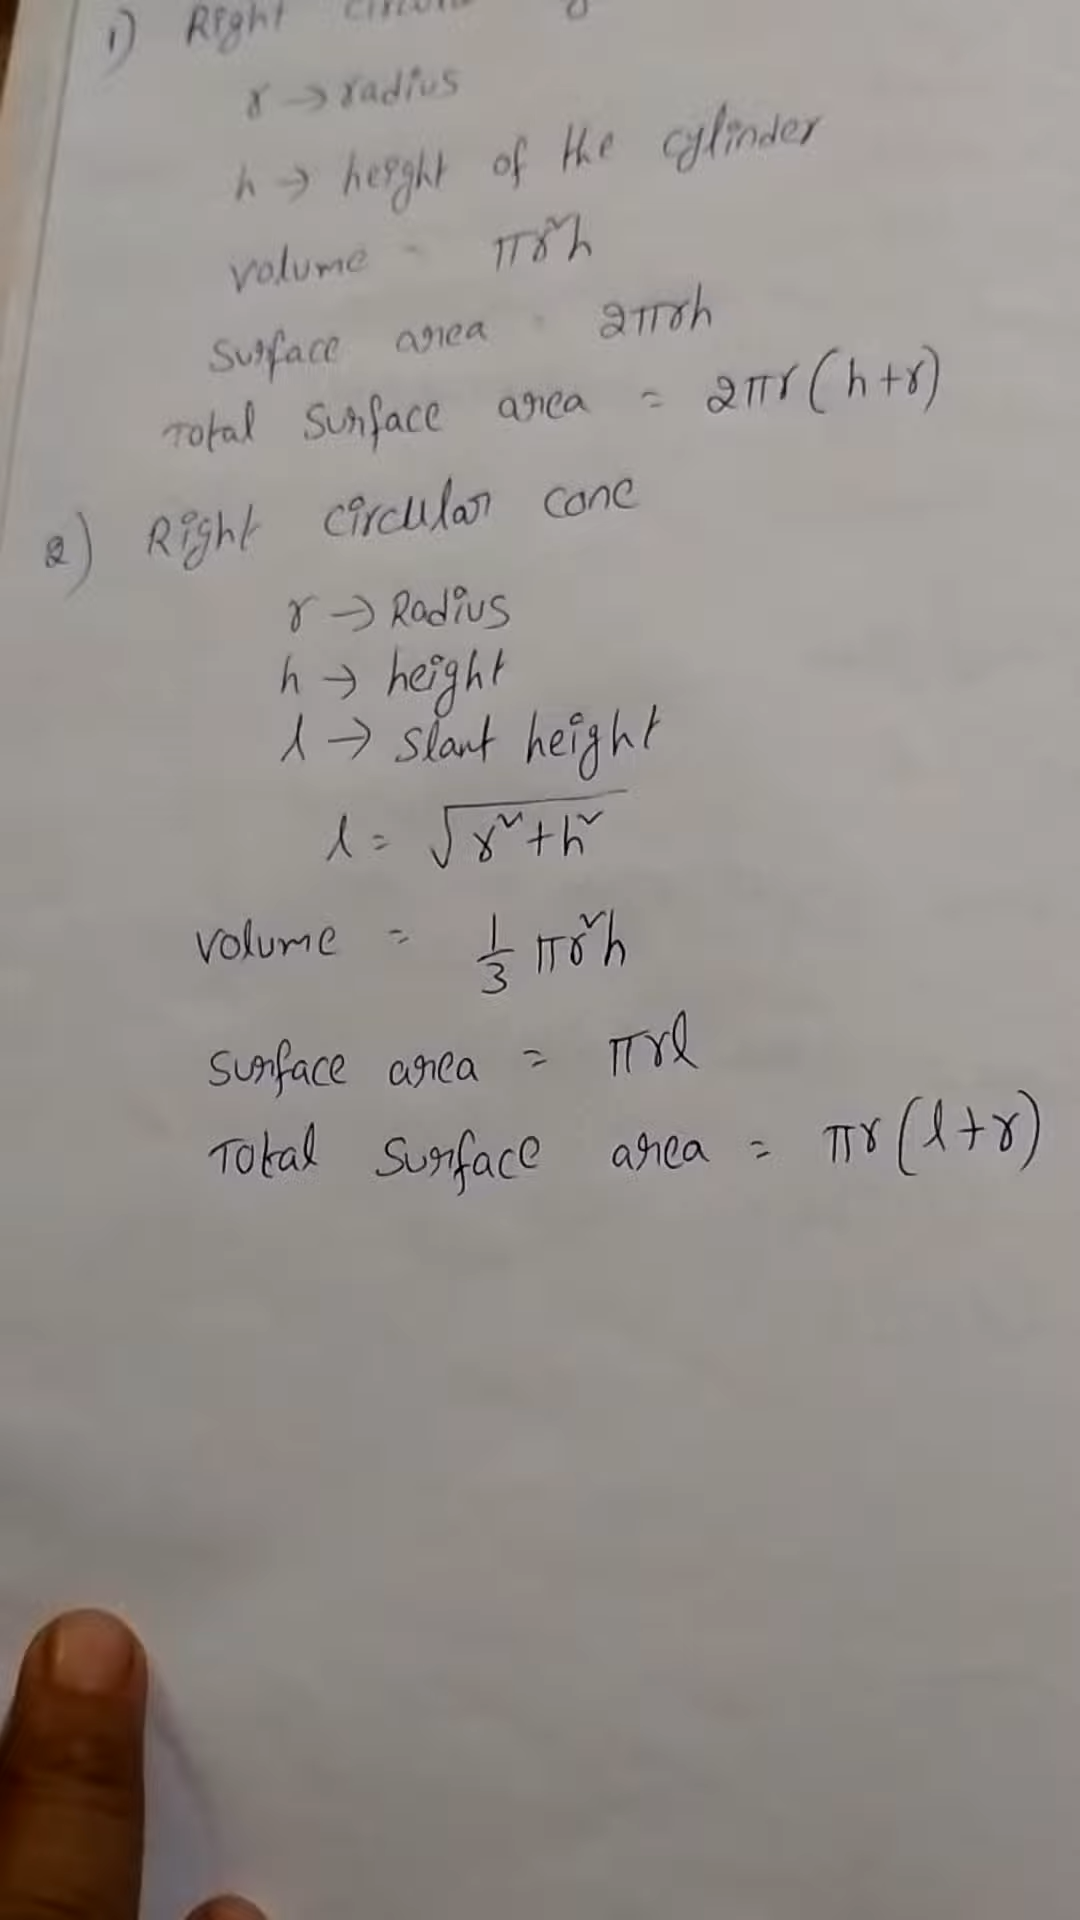 1) Right
r → radius
h → height of the cylinder
volume = πr²h
surface area = 2πrh
Total surface area = 2πr(h+r)
2) Right circular cone
r → Radius
h → height
l → slant height
l = √r²+h²
volume = 1/3 πr²h
surface area = πrl
Total surface area = πr(l+r)